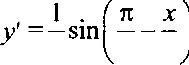 y' = 1 sin(π − x)